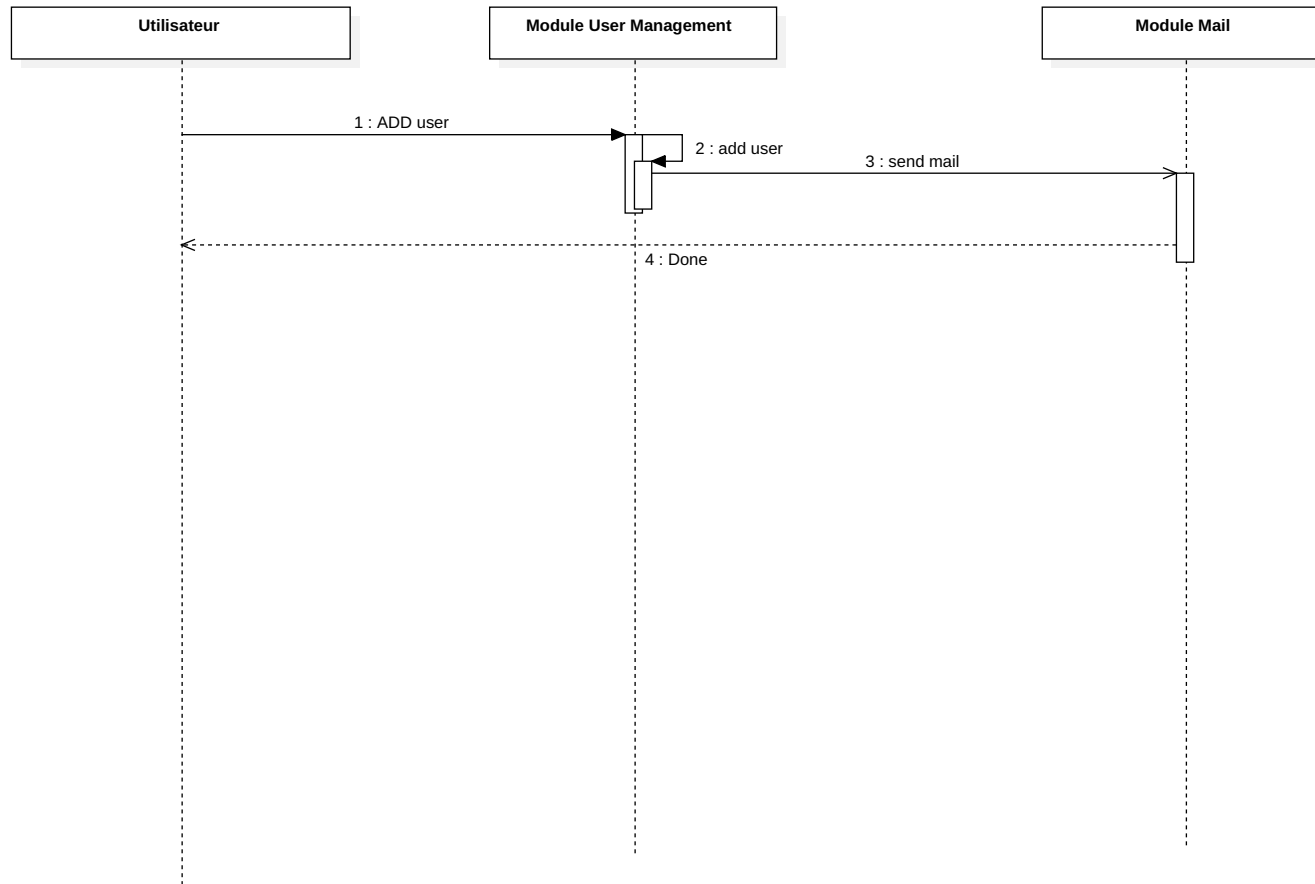 Utilisateur
Module User Management
Module Mail
1 : ADD user
2 : add user
3 : send mail
4 : Done